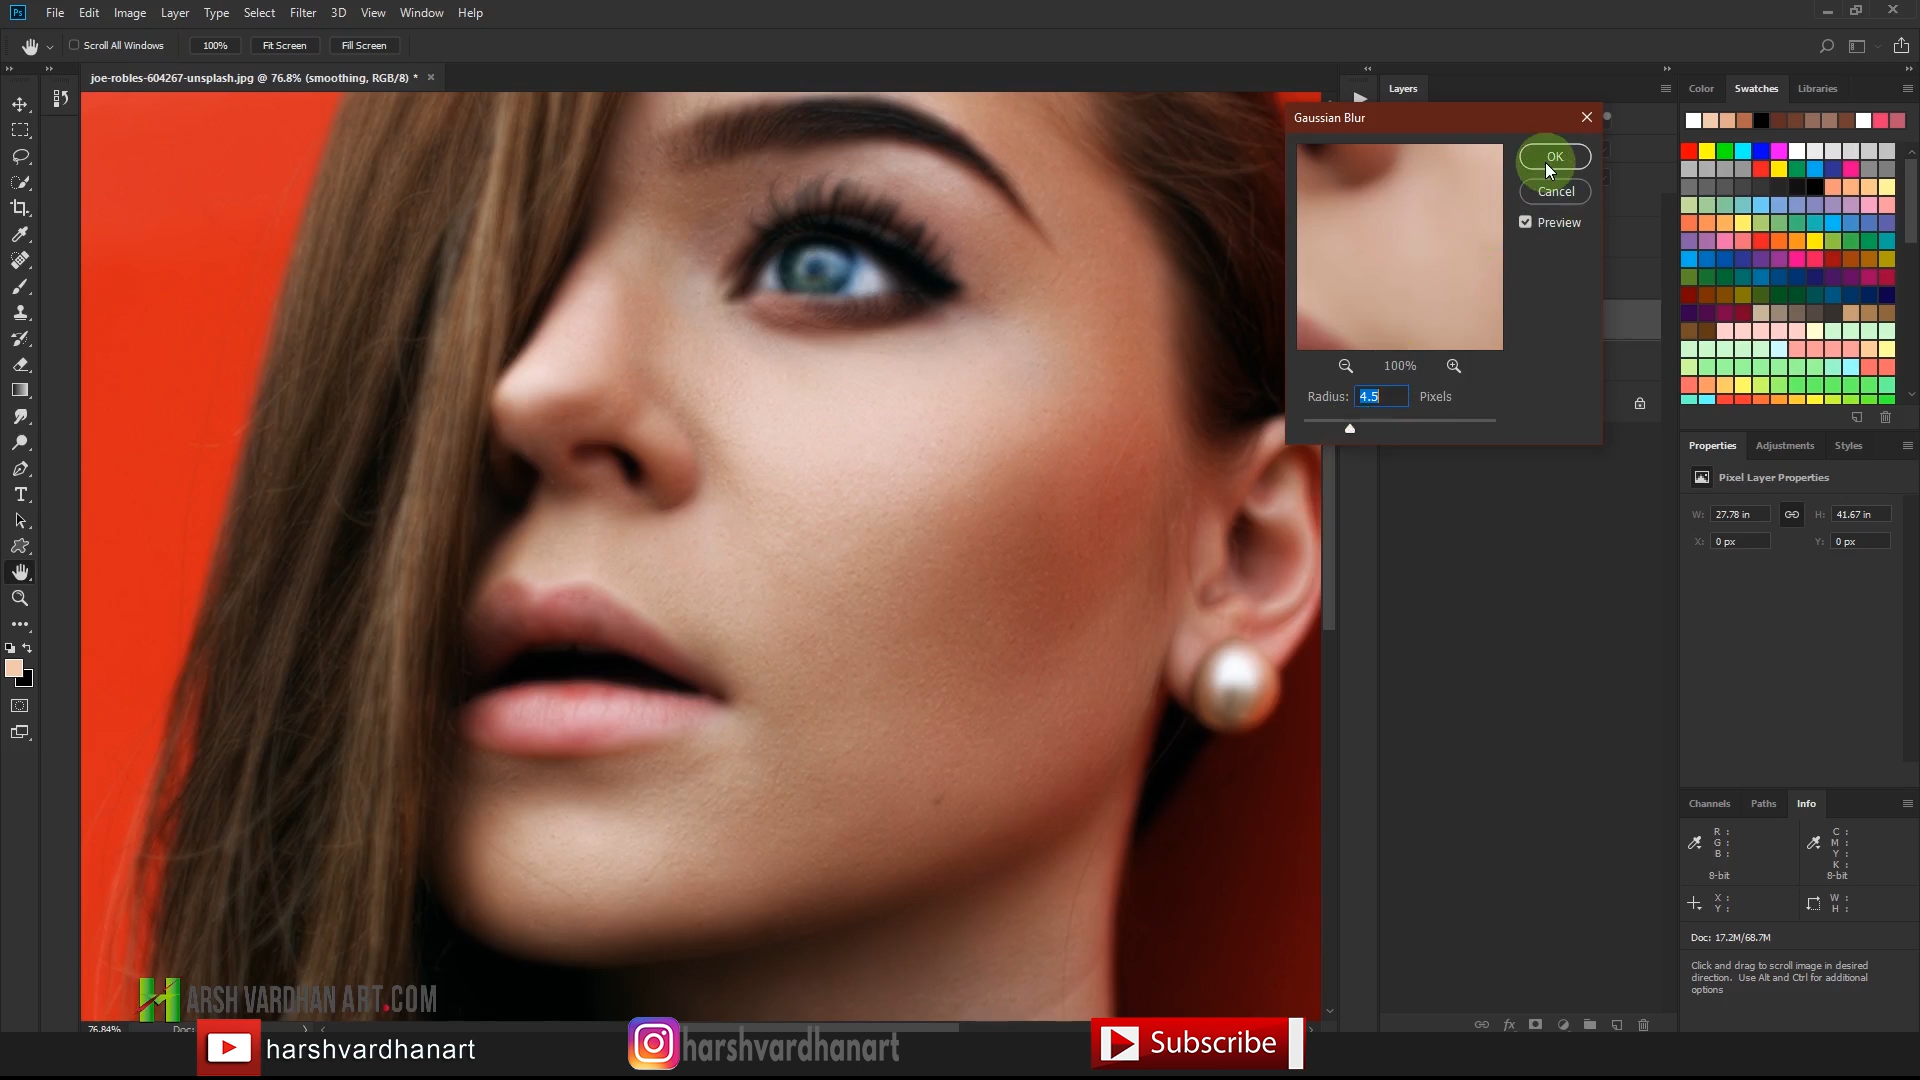 Ps File Edit Image Layer Type Select Filter 3D View Window Help
Scroll All Windows 100% Fit Screen Fill Screen
joe-robles-604267-unsplash.jpg @ 76.8% (smoothing, RGB/8) *
Layers
Color Swatches Libraries
Gaussian Blur
OK
Cancel
Preview
100%
Radius: 4.5 Pixels
Properties Adjustments Styles
Pixel Layer Properties
W: 27.78 in H: 41.67 in
X: 0 px Y: 0 px
Channels Paths Info
R : C :
G : M :
B : Y :
K :
8-bit 8-bit
X : W :
Y : H :
Doc: 17.2M/68.7M
Click and drag to scroll image in desired
direction. Use Alt and Ctrl for additional
options
ARSH VARDHAN ART.COM
76.84% Doc:
harshvardhanart
harshvardhanart
Subscribe